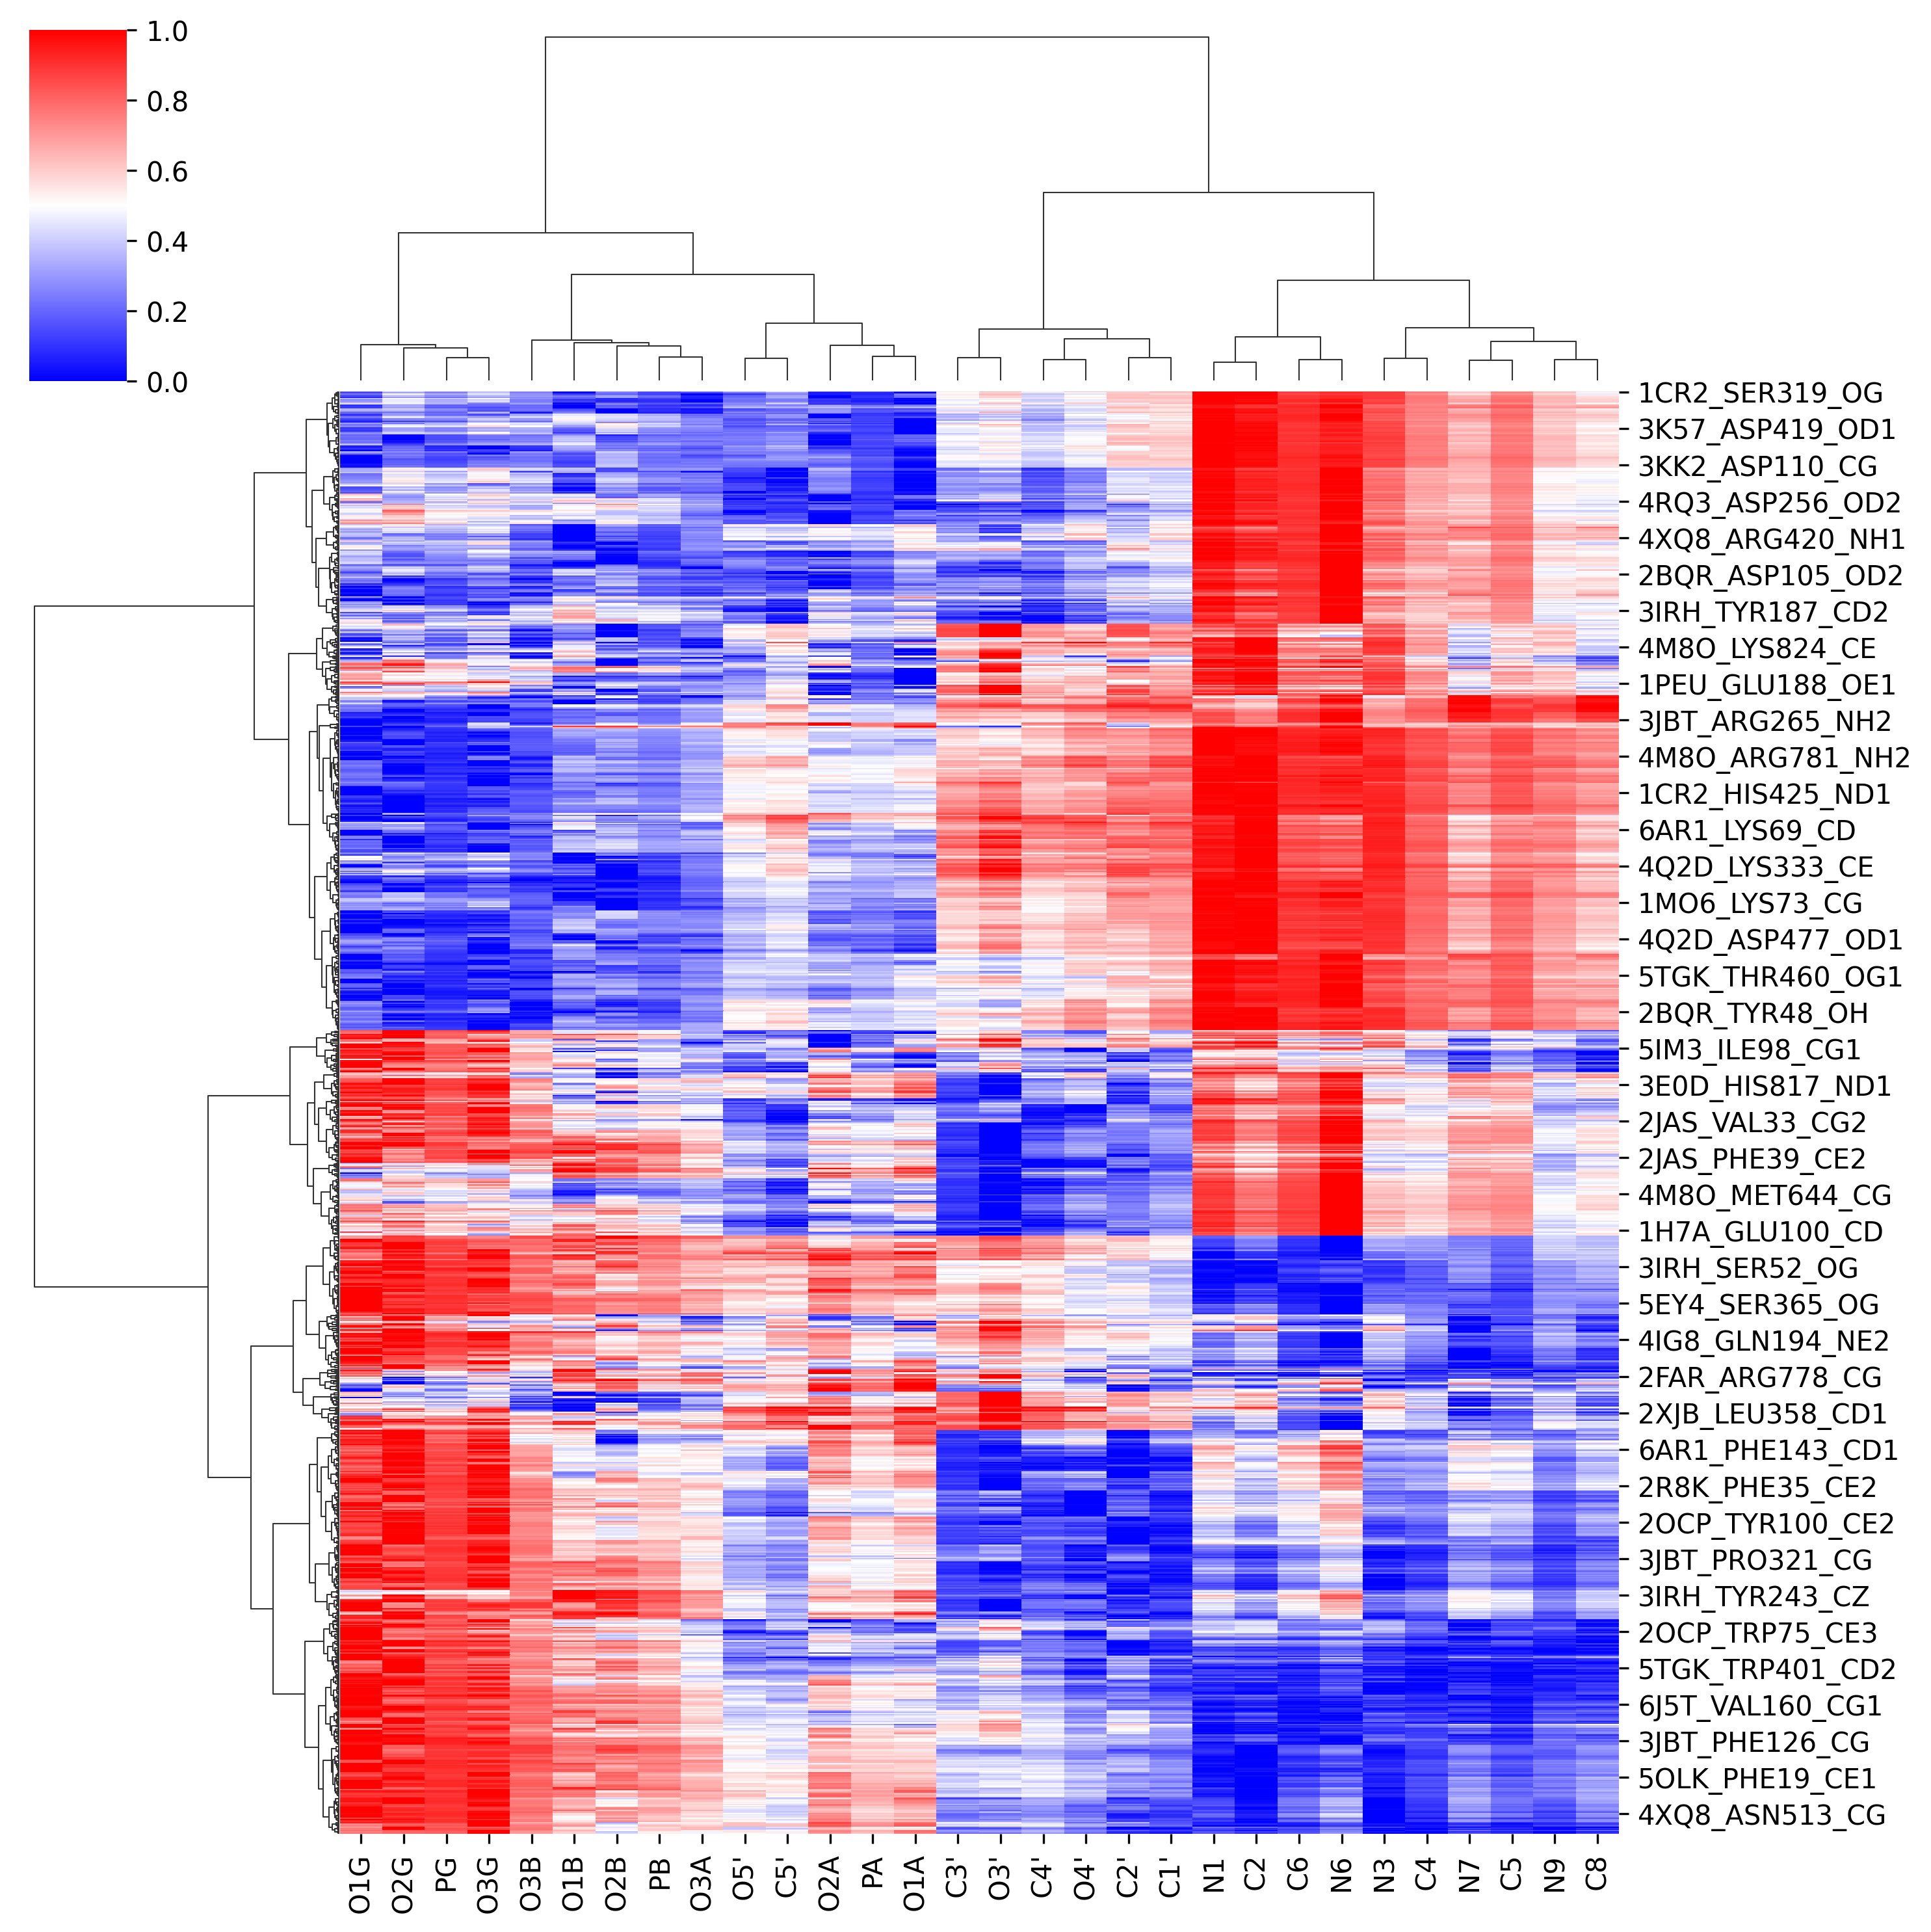 1.0
0.8
0.6
0.4
0.2
0.0
1CR2_SER319_OG
3K57_ASP419_OD1
3KK2_ASP110_CG
4RQ3_ASP256_OD2
4XQ8_ARG420_NH1
2BQR_ASP105_OD2
3IRH_TYR187_CD2
4M8O_LYS824_CE
1PEU_GLU188_OE1
3JBT_ARG265_NH2
4M8O_ARG781_NH2
1CR2_HIS425_ND1
6AR1_LYS69_CD
4Q2D_LYS333_CE
1MO6_LYS73_CG
4Q2D_ASP477_OD1
5TGK_THR460_OG1
2BQR_TYR48_OH
5IM3_ILE98_CG1
3E0D_HIS817_ND1
2JAS_VAL33_CG2
2JAS_PHE39_CE2
4M8O_MET644_CG
1H7A_GLU100_CD
3IRH_SER52_OG
5EY4_SER365_OG
4IG8_GLN194_NE2
2FAR_ARG778_CG
2XJB_LEU358_CD1
6AR1_PHE143_CD1
2R8K_PHE35_CE2
2OCP_TYR100_CE2
3JBT_PRO321_CG
3IRH_TYR243_CZ
2OCP_TRP75_CE3
5TGK_TRP401_CD2
6J5T_VAL160_CG1
3JBT_PHE126_CG
5OLK_PHE19_CE1
4XQ8_ASN513_CG
O1G
O2G
PG
O3G
O3B
O1B
O2B
PB
O3A
O5'
C5'
O2A
PA
O1A
C3'
O3'
C4'
O4'
C2'
C1'
N1
C2
C6
N6
N3
C4
N7
C5
N9
C8